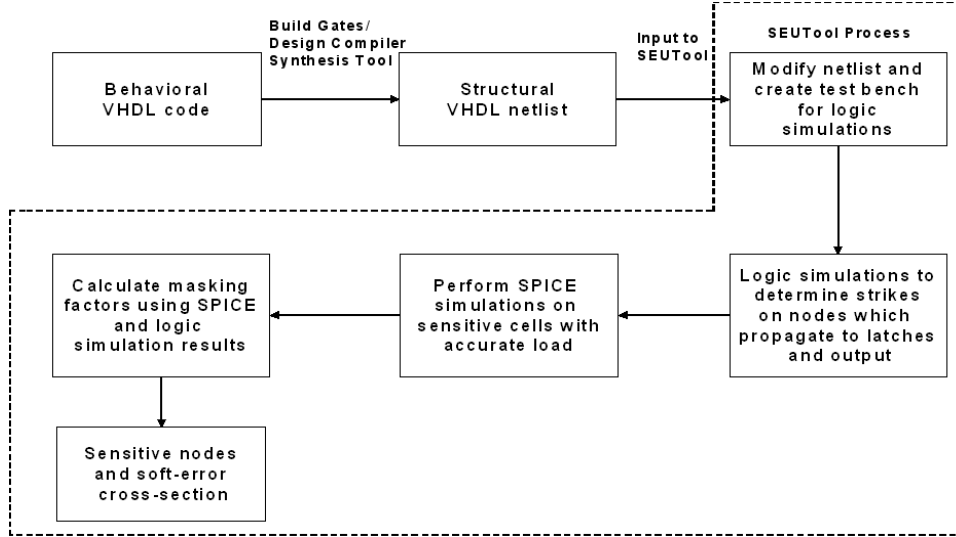 Build Gates/
Design Compiler
Synthesis Tool
Input to
SEUTool
SEUTool Process
Behavioral
VHDL code
Structural
VHDL netlist
Modify netlist and
create test bench
for logic
simulations
Calculate masking
factors using SPICE
and logic
simulation results
Perform SPICE
simulations on
sensitive cells with
accurate load
Logic simulations to
determine strikes
on nodes which
propagate to latches
and output
Sensitive nodes
and soft-error
cross-section